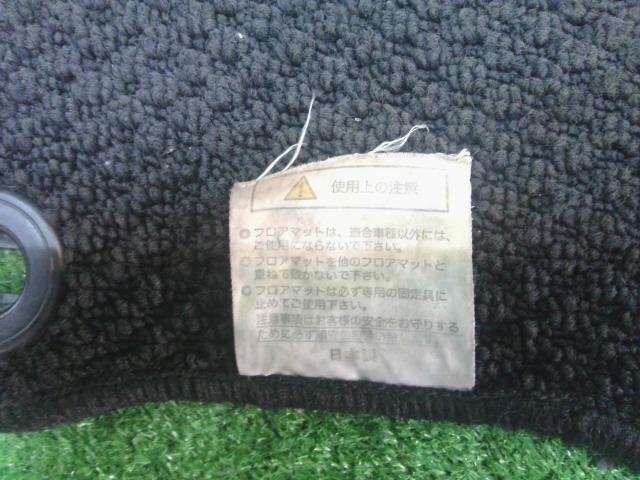 使用上の注意
フロアマットは、適合車種以外には、
ご使用にならないで下さい。
フロアマットを他のフロアマットと
重ねて敷かないで下さい。
フロアマットは必ず専用の固定具に
止めてご使用下さい。
注意事項はお客様の安全をお守りする
ために必ず
日本製